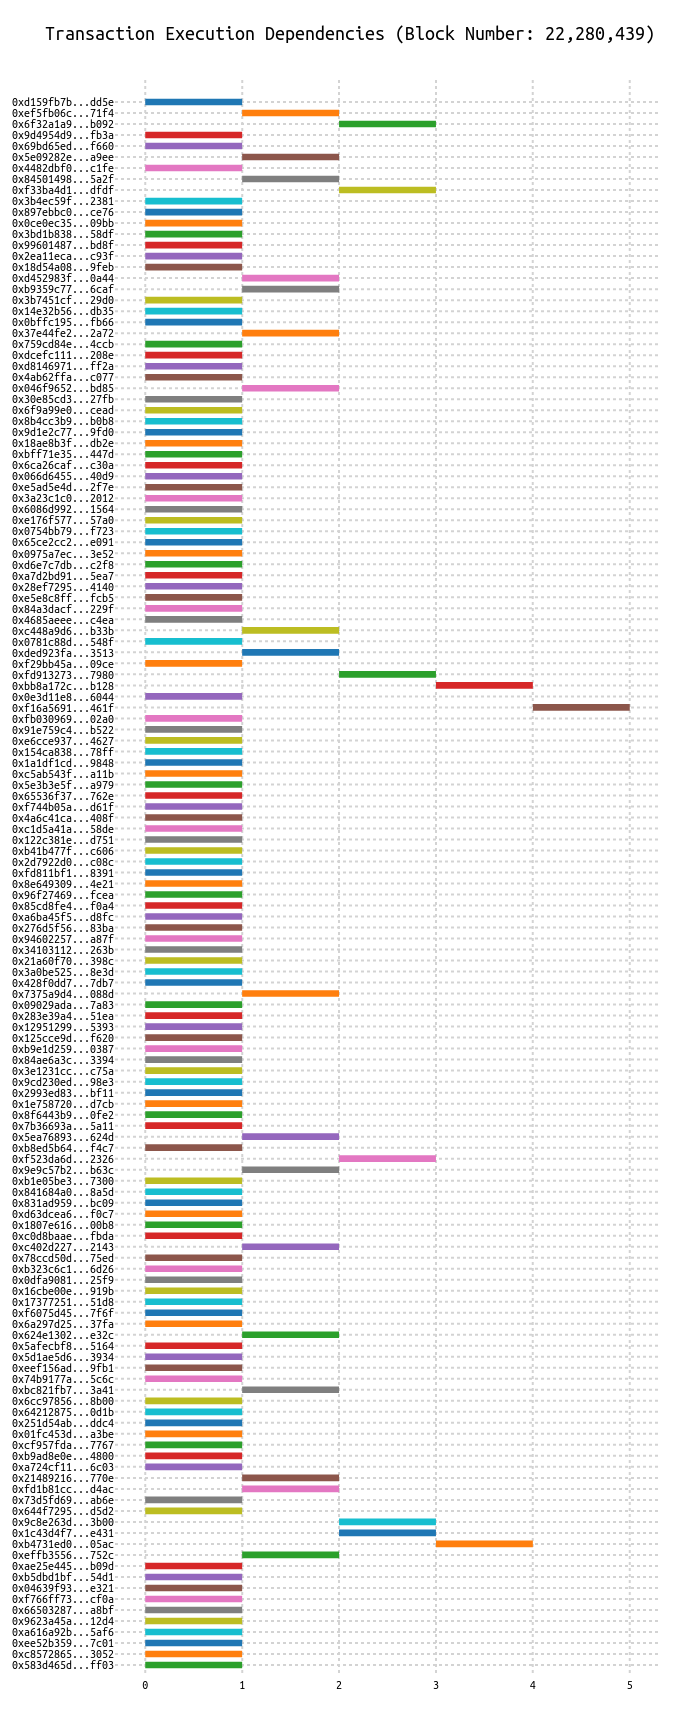 Transaction Execution Dependencies (Block Number: 22,280,439)
0xd159fb7b...dd5e
0xef5fb06c...71f4
0x6f32a1a9...b092
0x9d4954d9...fb3a
0x69bd65ed...f660
0x5e09282e...a9ee
0x4482dbf0...c1fe
0x84501498...5a2f
0xf33ba4d1...dfdf
0x3b4ec59f...2381
0x897ebbc0...ce76
0x0ce0ec35...09bb
0x3bd1b838...58df
0x99601487...bd8f
0x2ea11eca...c93f
0x18d54a08...9feb
0xd452983f...0a44
0xb9359c77...6caf
0x3b7451cf...29d0
0x14e32b56...db35
0x0bffc195...fb66
0x37e44fe2...2a72
0x759cd84e...4ccb
0xdcefc111...208e
0xd8146971...ff2a
0x4ab62ffa...c077
0x046f9652...bd85
0x30e85cd3...27fb
0x6f9a99e0...cead
0x8b4cc3b9...b0b8
0x9d1e2c77...9fd0
0x18ae8b3f...db2e
0xbff71e35...447d
0x6ca26caf...c30a
0x066d6455...40d9
0xe5ad5e4d...2f7e
0x3a23c1c0...2012
0x6086d992...1564
0xe176f577...57a0
0x0754bb79...f723
0x65ce2cc2...e091
0x0975a7ec...3e52
0xd6e7c7db...c2f8
0xa7d2bd91...5ea7
0x28ef7295...4140
0xe5e8c8ff...fcb5
0x84a3dacf...229f
0x4685aeee...c4ea
0xc448a9d6...b33b
0x0781c88d...548f
0xded923fa...3513
0xf29bb45a...09ce
0xfd913273...7980
0xbb8a172c...b128
0x0e3d11e8...6044
0xf16a5691...461f
0xfb030969...02a0
0x91e759c4...b522
0xe6cce937...4627
0x154ca838...78ff
0x1a1df1cd...9848
0xc5ab543f...a11b
0x5e3b3e5f...a979
0x65536f37...762e
0xf744b05a...d61f
0x4a6c41ca...408f
0xc1d5a41a...58de
0x122c381e...d751
0xb41b477f...c606
0x2d7922d0...c08c
0xfd811bf1...8391
0x8e649309...4e21
0x96f27469...fcea
0x85cd8fe4...f0a4
0xa6ba45f5...d8fc
0x276d5f56...83ba
0x94602257...a87f
0x34103112...263b
0x21a60f70...398c
0x3a0be525...8e3d
0x428f0dd7...7db7
0x7375a9d4...088d
0x09029ada...7a83
0x283e39a4...51ea
0x12951299...5393
0x125cce9d...f620
0xb9e1d259...0387
0x84ae6a3c...3394
0x3e1231cc...c75a
0x9cd230ed...98e3
0x2993ed83...bf11
0x1e758720...d7cb
0x8f6443b9...0fe2
0x7b36693a...5a11
0x5ea76893...624d
0xb8ed5b64...f4c7
0xf523da6d...2326
0x9e9c57b2...b63c
0xb1e05be3...7300
0x841684a0...8a5d
0x831ad959...bc09
0xd63dcea6...f0c7
0x1807e616...00b8
0xc0d8baae...fbda
0xc402d227...2143
0x78ccd50d...75ed
0xb323c6c1...6d26
0x0dfa9081...25f9
0x16cbe00e...919b
0x17377251...51d8
0xf6075d45...7f6f
0x6a297d25...37fa
0x624e1302...e32c
0x5afecbf8...5164
0x5d1ae5d6...3934
0xeef156ad...9fb1
0x74b9177a...5c6c
0xbc821fb7...3a41
0x6cc97856...8b00
0x64212875...0d1b
0x251d54ab...ddc4
0x01fc453d...a3be
0xcf957fda...7767
0xb9ad8e0e...4800
0xa724cf11...6c03
0x21489216...770e
0xfd1b81cc...d4ac
0x73d5fd69...ab6e
0x644f7295...d5d2
0x9c8e263d...3b00
0x1c43d4f7...e431
0xb4731ed0...05ac
0xeffb3556...752c
0xae25e445...b09d
0xb5dbd1bf...54d1
0x04639f93...e321
0xf766ff73...cf0a
0x66503287...a8bf
0x9623a45a...12d4
0xa616a92b...5af6
0xee52b359...7c01
0xc8572865...3052
0x583d465d...ff03
0 1 2 3 4 5